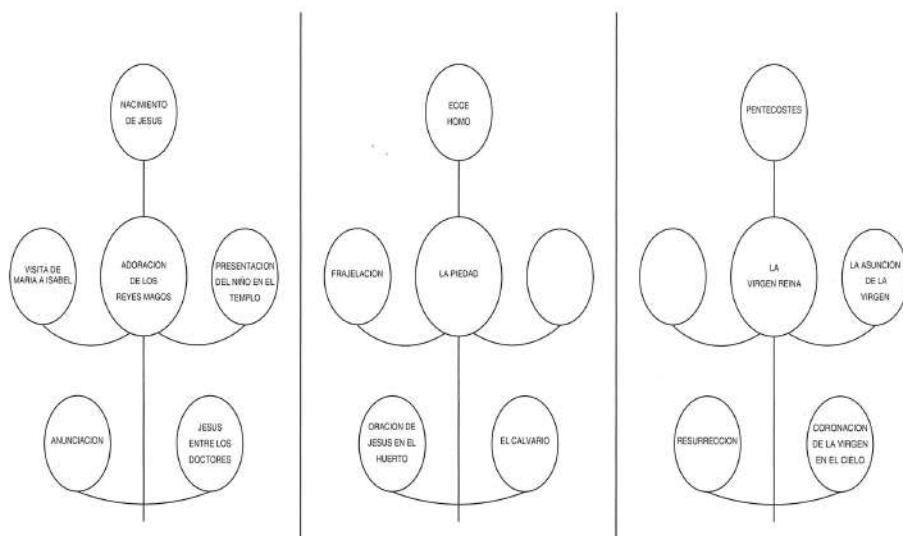 NACIMIENTO
DE JESUS
VISITA DE
MARIA A ISABEL
ADORACION
DE LOS
REYES MAGOS
PRESENTACION
DEL NIÑO EN EL
TEMPLO
ANUNCIACION
JESUS
ENTRE LOS
DOCTORES
ECCE
HOMO
FRAJELACION
LA PIEDAD
ORACION DE
JESUS EN EL
HUERTO
EL CALVARIO
PENTECOSTES
LA
VIRGEN REINA
LA ASUNCION
DE LA
VIRGEN
RESURRECCION
CORONACION
DE LA VIRGEN
EN EL CIELO